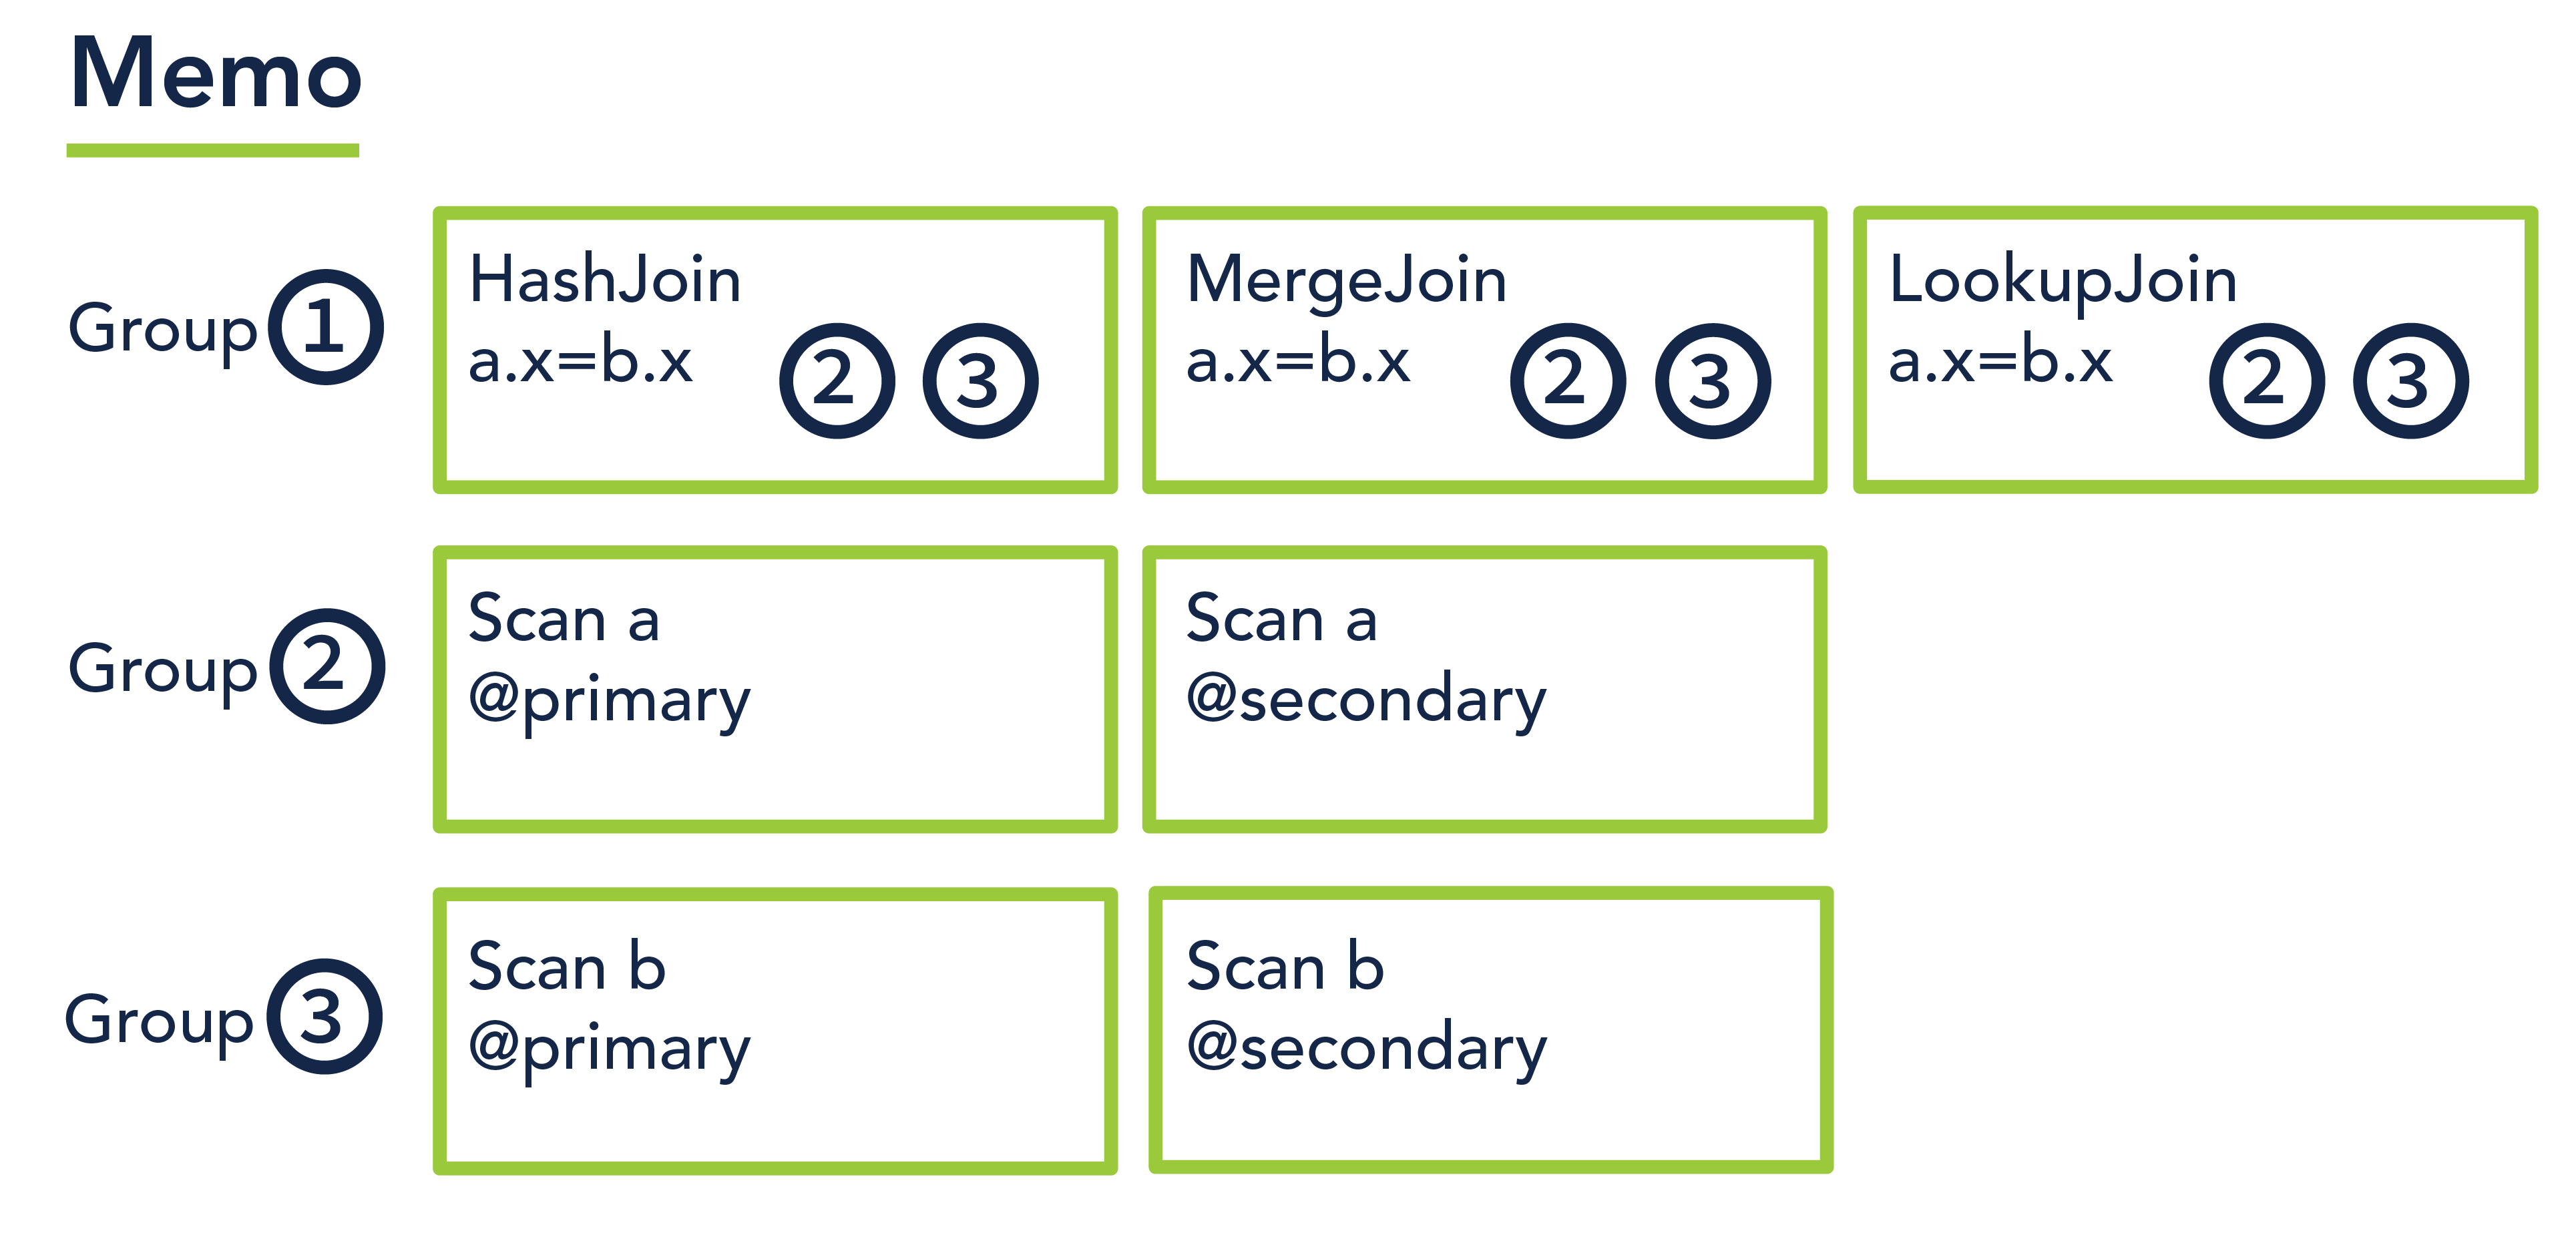 Memo
Group 1
HashJoin
a.x=b.x 2 3
MergeJoin
a.x=b.x 2 3
LookupJoin
a.x=b.x 2 3
Group 2
Scan a
@primary
Scan a
@secondary
Group 3
Scan b
@primary
Scan b
@secondary